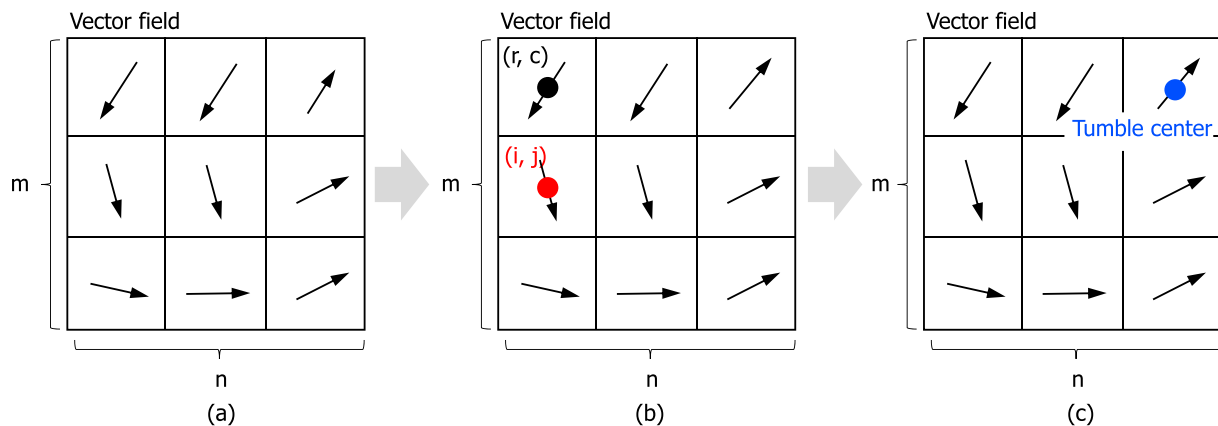 Vector field
m
n
(a)
Vector field
(r, c)
(i, j)
m
n
(b)
Vector field
Tumble center
m
n
(c)